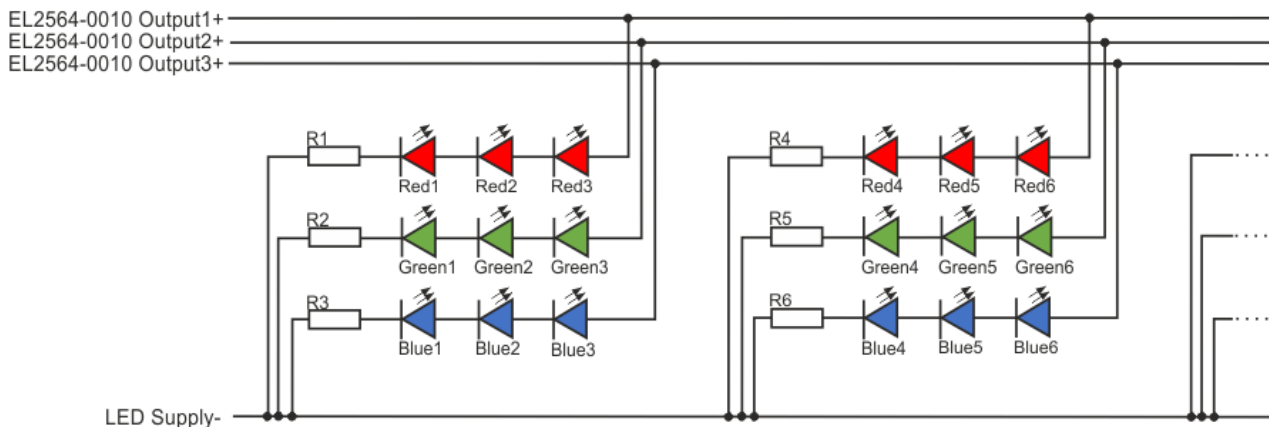 EL2564-0010 Output1+
EL2564-0010 Output2+
EL2564-0010 Output3+
R1
Red1 Red2 Red3
R4
Red4 Red5 Red6
R2
Green1 Green2 Green3
R5
Green4 Green5 Green6
R3
Blue1 Blue2 Blue3
R6
Blue4 Blue5 Blue6
LED Supply-